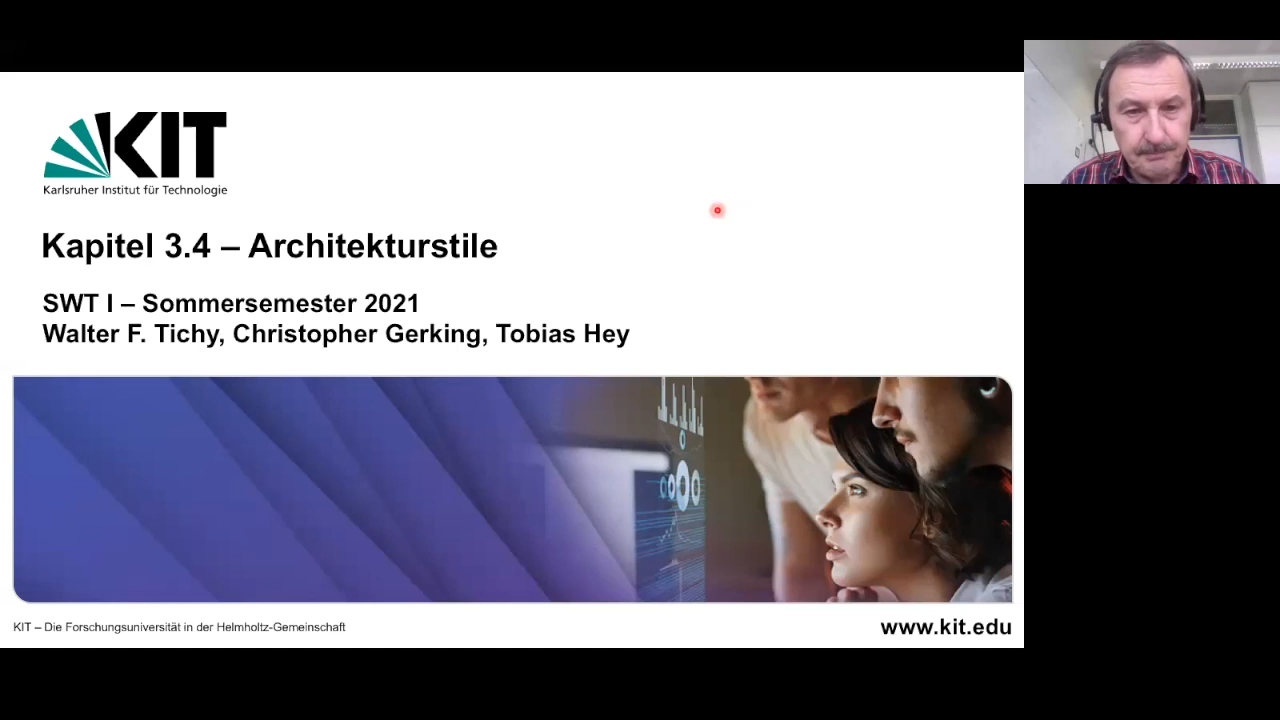 KIT
Karlsruher Institut für Technologie
Kapitel 3.4 – Architekturstile
SWT I – Sommersemester 2021
Walter F. Tichy, Christopher Gerking, Tobias Hey
KIT – Die Forschungsuniversität in der Helmholtz-Gemeinschaft
www.kit.edu